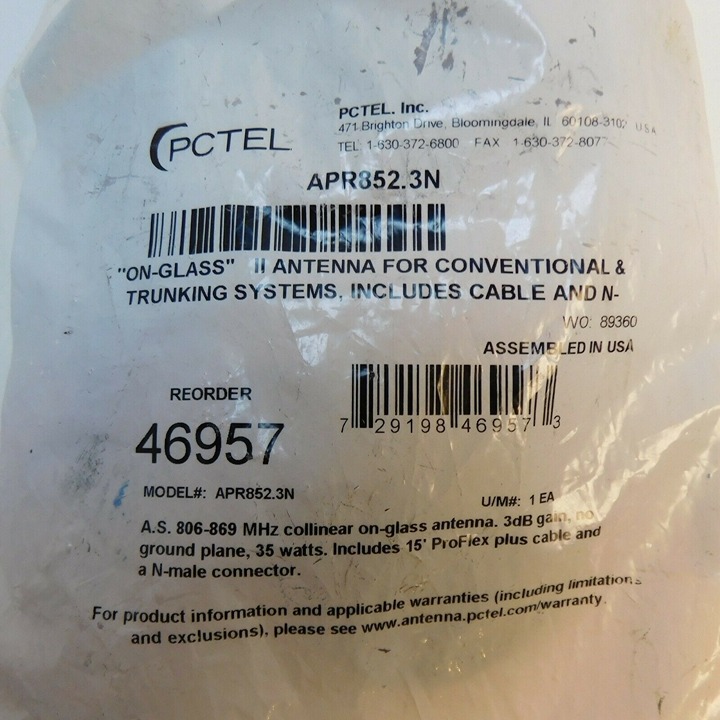 PCTEL
PCTEL, Inc.
471 Brighton Drive, Bloomingdale, IL 60108-3102 USA
TEL 1-630-372-6800 FAX 1-630-372-8077
APR852.3N
"ON-GLASS" II ANTENNA FOR CONVENTIONAL &
TRUNKING SYSTEMS, INCLUDES CABLE AND N-
WO: 89360
ASSEMBLED IN USA
REORDER
46957
7 29198 46957 3
MODEL#: APR852.3N
U/M#: 1 EA
A.S. 806-869 MHz collinear on-glass antenna. 3dB gain, no
ground plane, 35 watts. Includes 15' ProFlex plus cable and
a N-male connector.
For product information and applicable warranties (including limitations
and exclusions), please see www.antenna.pctel.com/warranty.